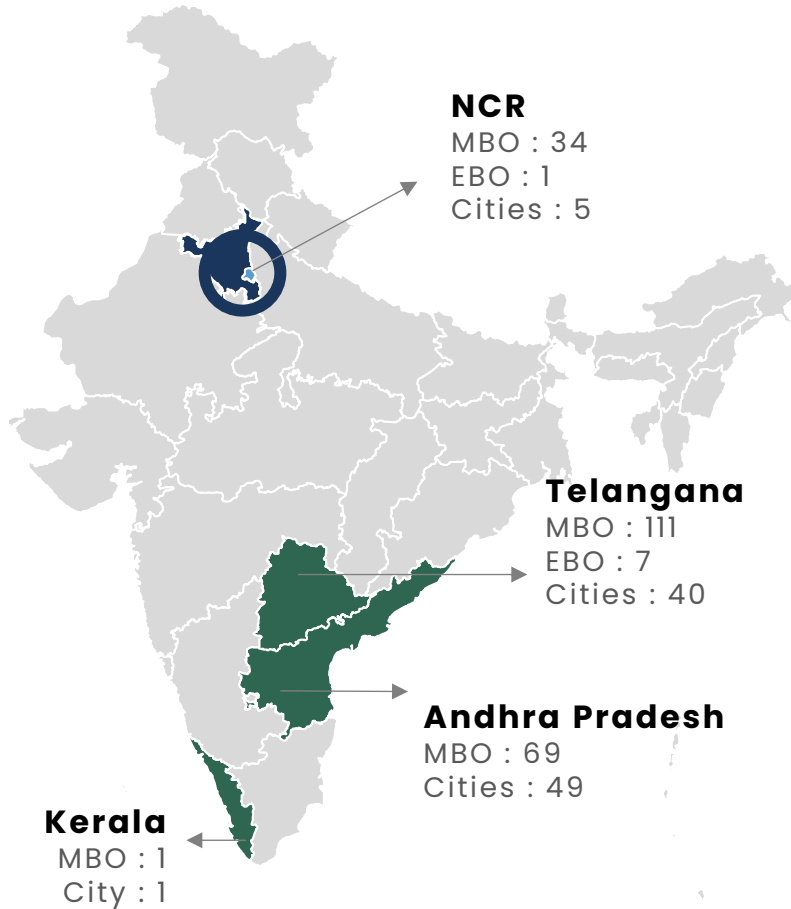 NCR
MBO : 34
EBO : 1
Cities : 5
Telangana
MBO : 111
EBO : 7
Cities : 40
Andhra Pradesh
MBO : 69
Cities : 49
Kerala
MBO : 1
City : 1